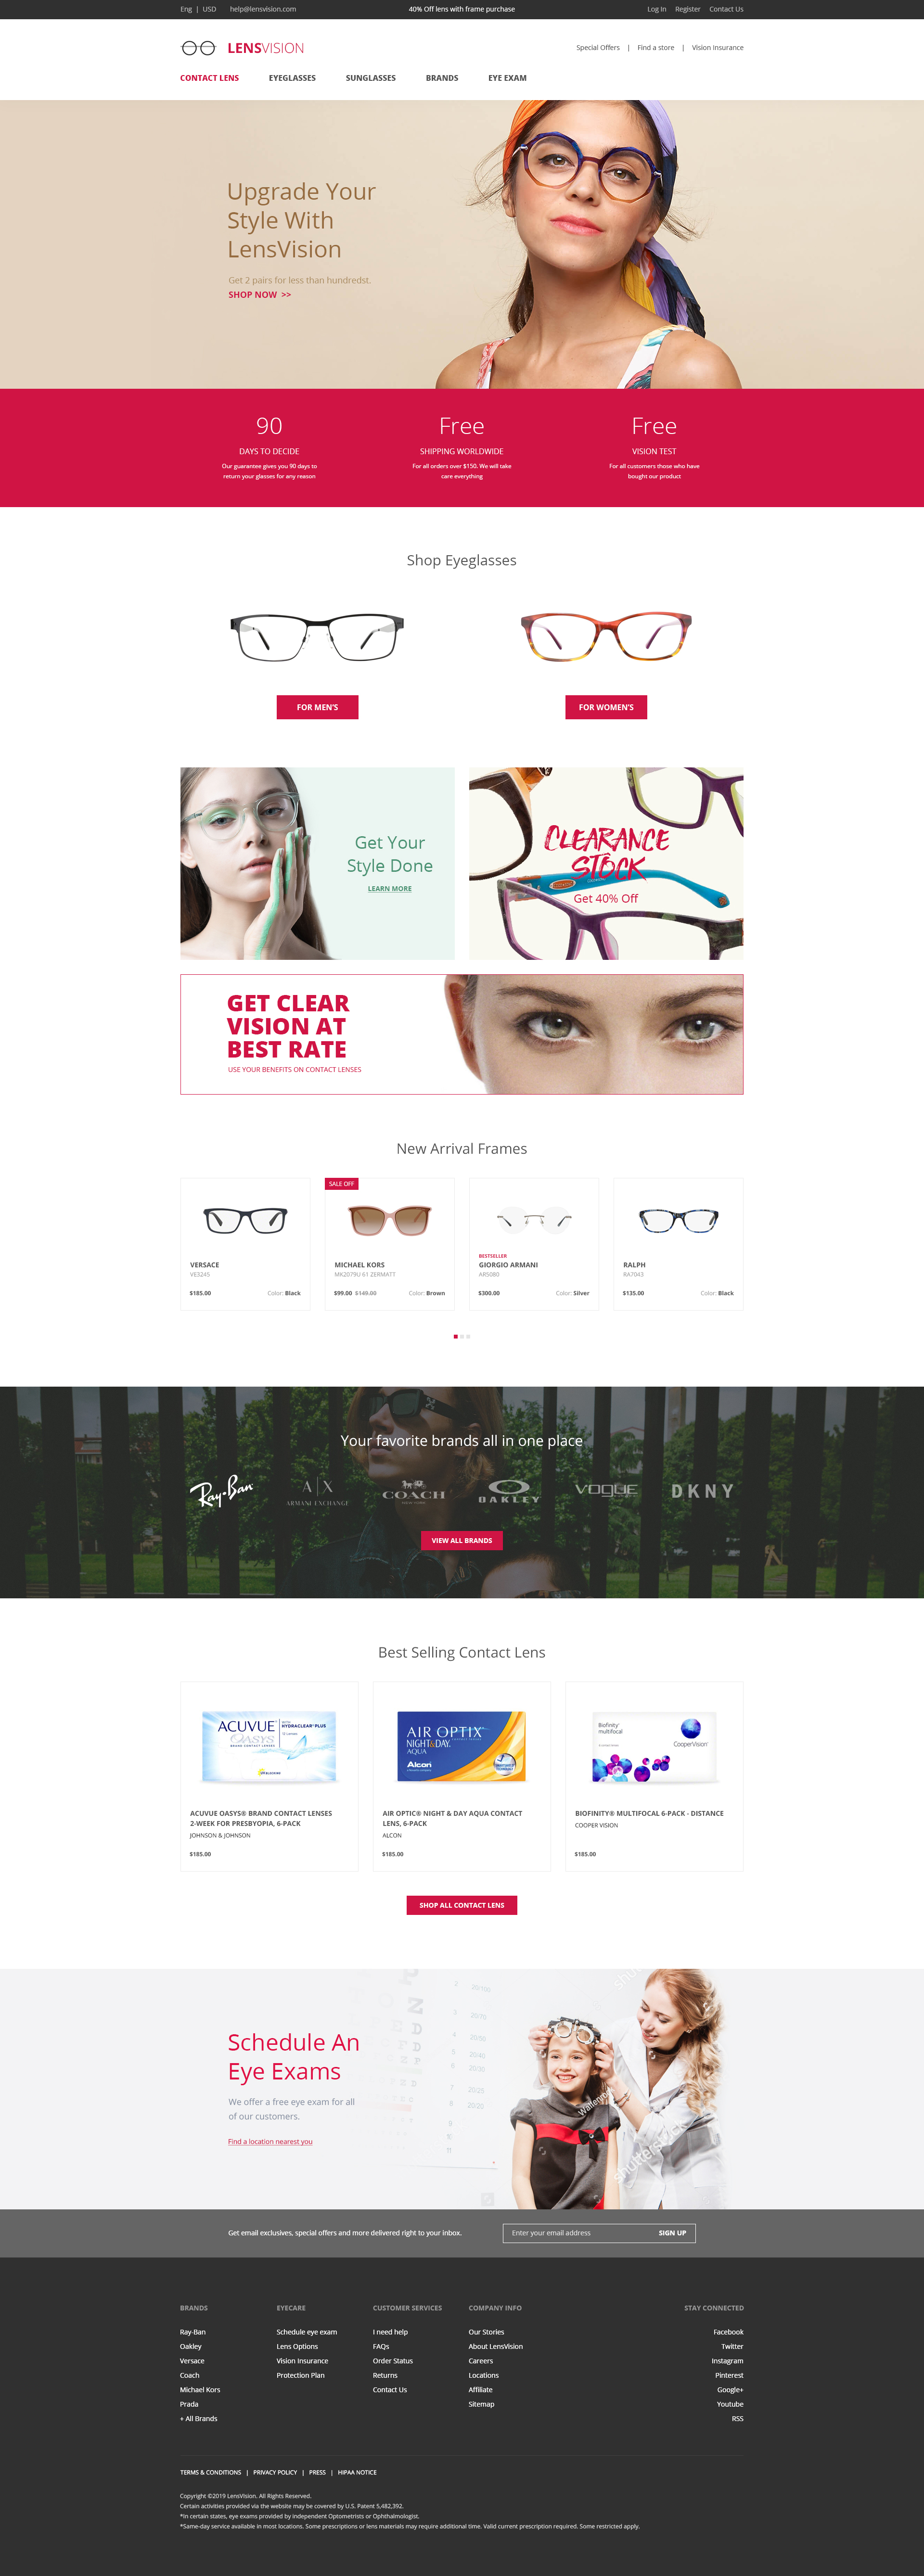 Eng | USD help@lensvision.com 40% Off lens with frame purchase Log In Register Contact Us
LENSVISION
Special Offers | Find a store | Vision Insurance
CONTACT LENS EYEGLASSES SUNGLASSES BRANDS EYE EXAM
Upgrade Your
Style With
LensVision
Get 2 pairs for less than hundredst.
SHOP NOW >>
90
DAYS TO DECIDE
Our guarantee gives you 90 days to
return your glasses for any reason
Free
SHIPPING WORLDWIDE
For all orders over $150. We will take
care everything
Free
VISION TEST
For all customers those who have
bought our product
Shop Eyeglasses
FOR MEN'S
FOR WOMEN'S
Get Your
Style Done
LEARN MORE
CLEARANCE
STOCK
Get 40% Off
GET CLEAR
VISION AT
BEST RATE
USE YOUR BENEFITS ON CONTACT LENSES
New Arrival Frames
VERSACE
VE3245
$185.00 Color: Black
SALE OFF
MICHAEL KORS
MK2079U 61 ZERMATT
$99.00 $149.00 Color: Brown
BESTSELLER
GIORGIO ARMANI
AR5080
$300.00 Color: Silver
RALPH
RA7043
$135.00 Color: Black
Your favorite brands all in one place
Ray-Ban
A|X
ARMANI EXCHANGE
COACH
NEW YORK
OAKLEY
VOGUE
DKNY
VIEW ALL BRANDS
Best Selling Contact Lens
ACUVUE
OASYS
BRAND CONTACT LENSES
WITH
HYDRACLEAR PLUS
12 Lenses
ACUVUE OASYS® BRAND CONTACT LENSES
2-WEEK FOR PRESBYOPIA, 6-PACK
JOHNSON & JOHNSON
$185.00
AIR OPTIX
NIGHT&DAY
AQUA
Alcon
AIR OPTIC® NIGHT & DAY AQUA CONTACT
LENS, 6-PACK
ALCON
$185.00
Biofinity
multifocal
CooperVision
BIOFINITY® MULTIFOCAL 6-PACK - DISTANCE
COOPER VISION
$185.00
SHOP ALL CONTACT LENS
Schedule An
Eye Exams
We offer a free eye exam for all
of our customers.
Find a location nearest you
shutterstock
Get email exclusives, special offers and more delivered right to your inbox.
Enter your email address SIGN UP
BRANDS
Ray-Ban
Oakley
Versace
Coach
Michael Kors
Prada
+ All Brands
EYECARE
Schedule eye exam
Lens Options
Vision Insurance
Protection Plan
CUSTOMER SERVICES
I need help
FAQs
Order Status
Returns
Contact Us
COMPANY INFO
Our Stories
About LensVision
Careers
Locations
Affiliate
Sitemap
STAY CONNECTED
Facebook
Twitter
Instagram
Pinterest
Google+
Youtube
RSS
TERMS & CONDITIONS | PRIVACY POLICY | PRESS | HIPAA NOTICE
Copyright ©2019 LensVision. All Rights Reserved.
Certain activities provided via the website may be covered by U.S. Patent 5,482,392.
*In certain states, eye exams provided by independent Optometrists or Ophthalmologist.
*Same-day service available in most locations. Some prescriptions or lens materials may require additional time. Valid current prescription required. Some restricted apply.